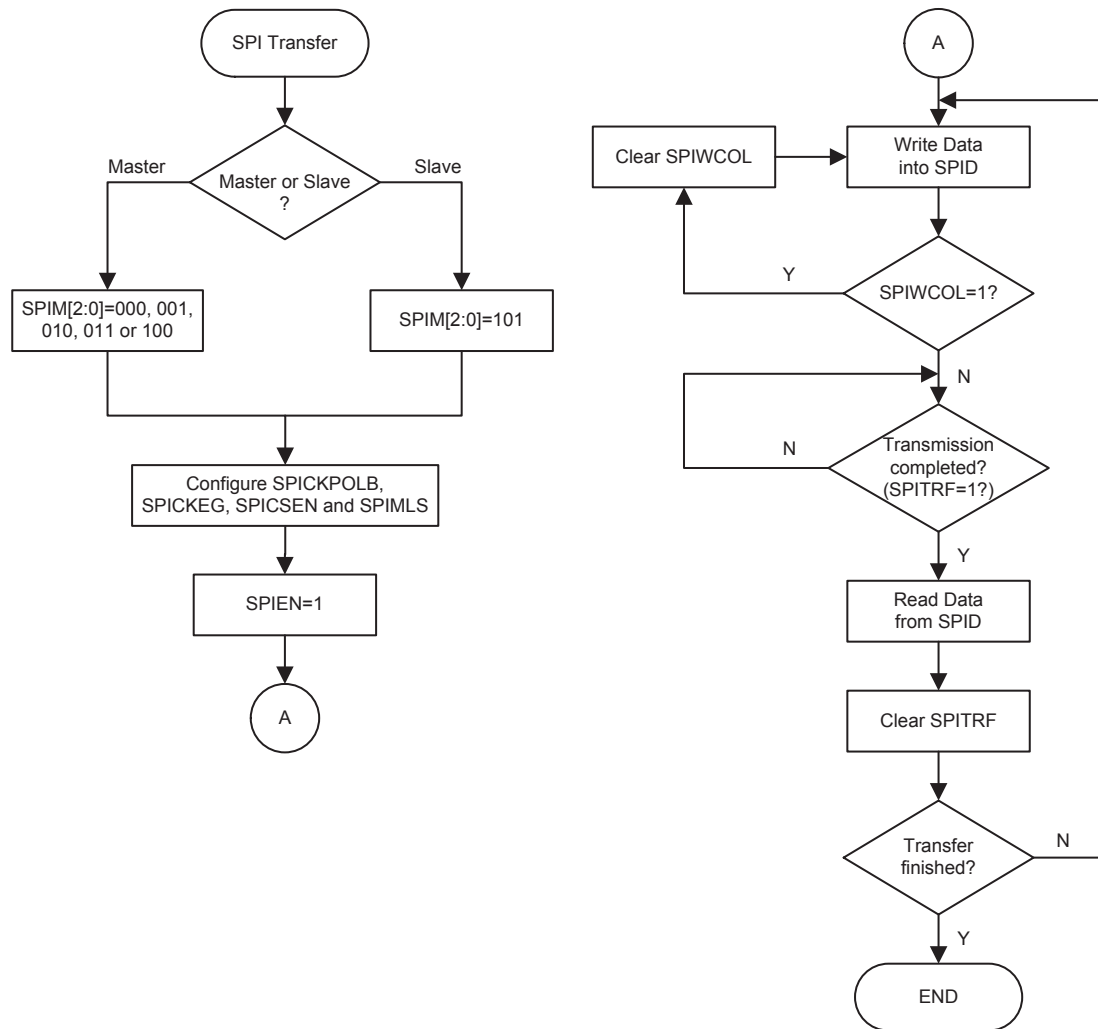 SPI Transfer
Master
Slave
Master or Slave
?
SPIM[2:0]=000, 001,
010, 011 or 100
SPIM[2:0]=101
Configure SPICKPOLB,
SPICKEG, SPICSEN and SPIMLS
SPIEN=1
A
A
Clear SPIWCOL
Write Data
into SPID
Y
SPIWCOL=1?
N
N
Transmission
completed?
(SPITRF=1?)
Y
Read Data
from SPID
Clear SPITRF
Transfer
finished?
N
Y
END